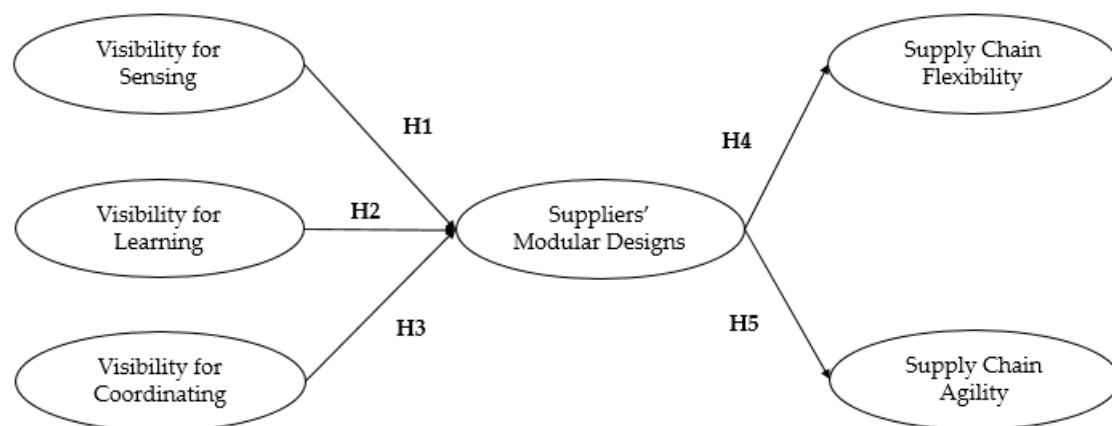 Visibility for
Sensing
Supply Chain
Flexibility
H1
H4
Visibility for
Learning
H2
Suppliers’
Modular Designs
H3
H5
Visibility for
Coordinating
Supply Chain
Agility